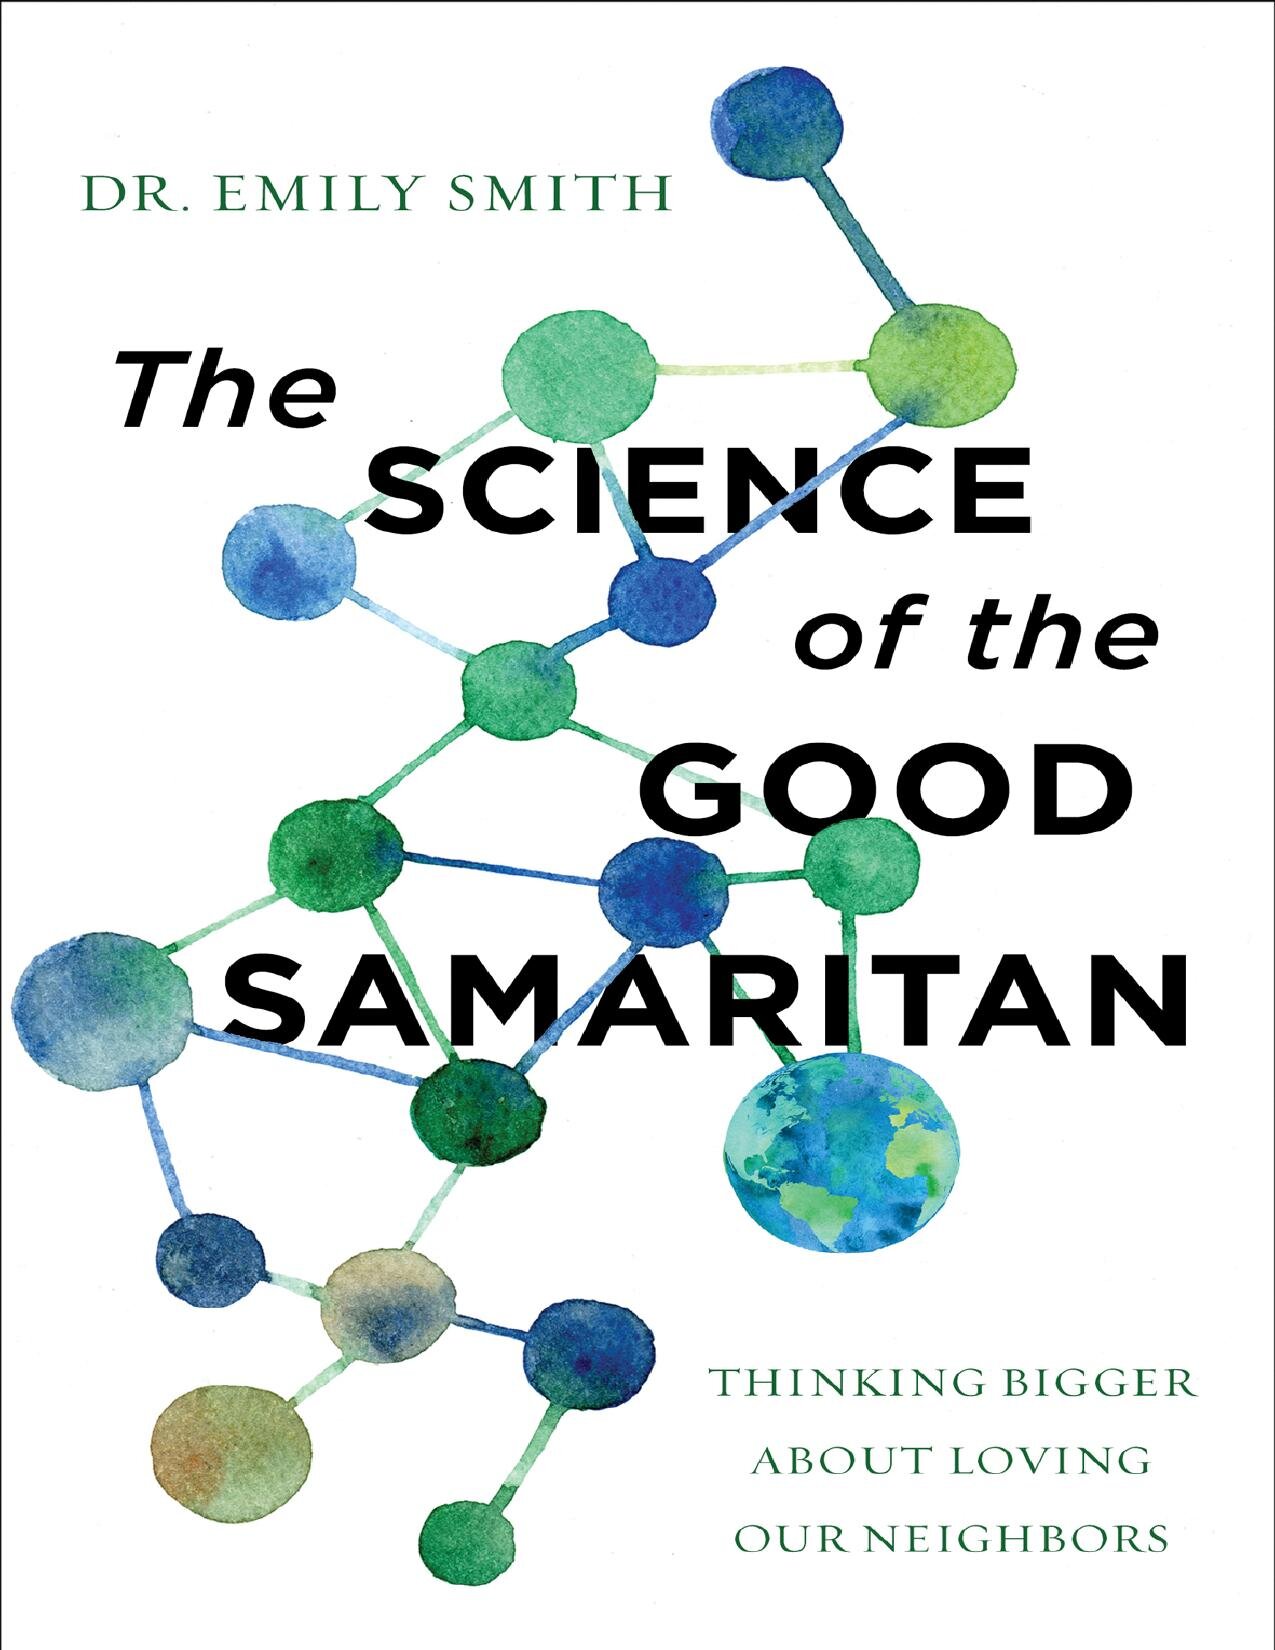 DR. EMILY SMITH
The
SCIENCE
of the
GOOD
SAMARITAN
THINKING BIGGER
ABOUT LOVING
OUR NEIGHBORS